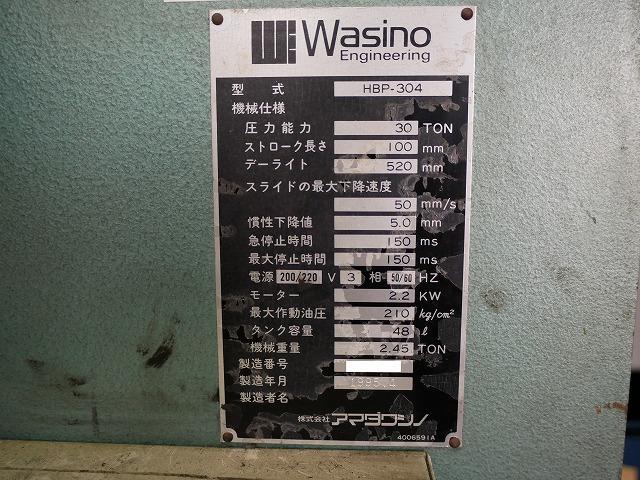 Wasino
Engineering
型式 HBP-304
機械仕様
圧力能力 30 TON
ストローク長さ 100 mm
デーライト 520 mm
スライドの最大下降速度
50 mm/s
慣性下降値 5.0 mm
急停止時間 150 ms
最大停止時間 150 ms
電源 200/220 V 3 相 50/60 HZ
モーター 2.2 KW
最大作動油圧 210 kg/cm²
タンク容量 48 ℓ
機械重量 2.45 TON
製造番号
製造年月 1995.4
製造者名
株式会社 アマダワシノ
4006591A